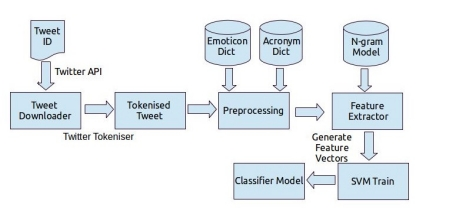 Tweet
ID
Emoticon
Dict
Acronym
Dict
N-gram
Model
Twitter API
Tweet
Downloader
Tokenised
Tweet
Preprocessing
Feature
Extractor
Twitter Tokeniser
Generate
Feature
Vectors
Classifier Model
SVM Train